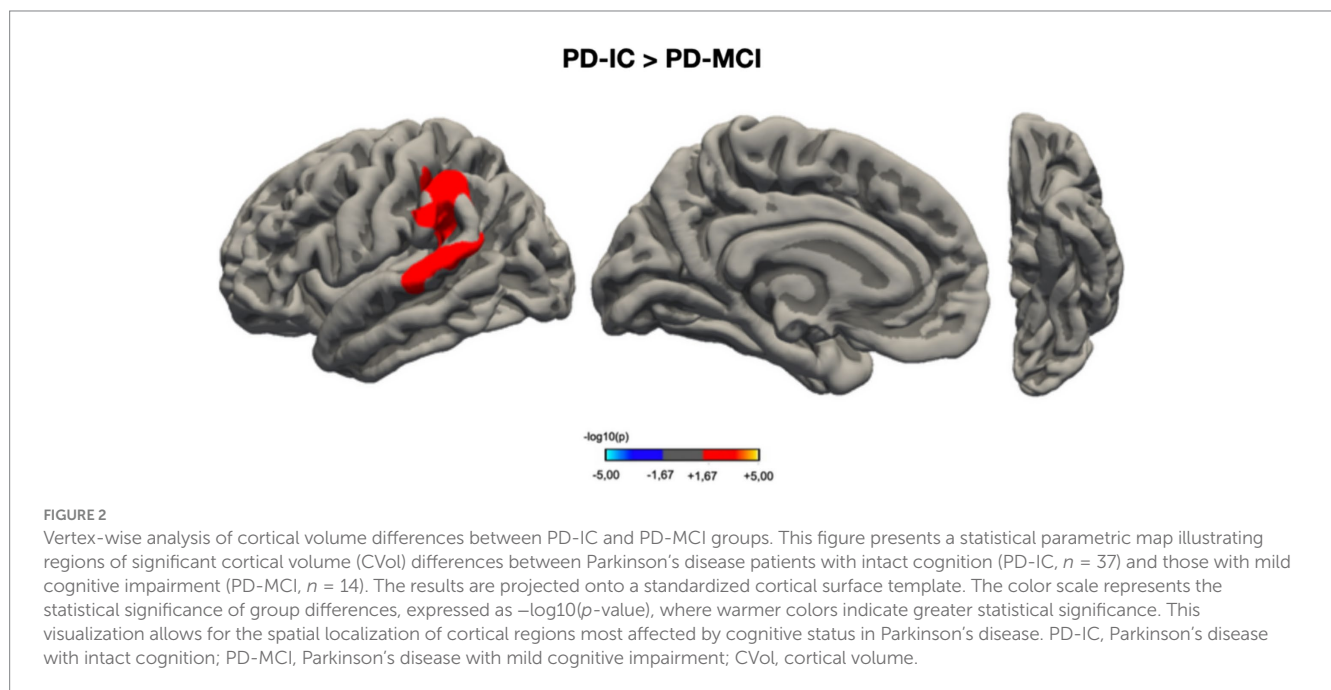 PD-IC > PD-MCI
-log10(p)
-5,00 -1,67 +1,67 +5,00
FIGURE 2
Vertex-wise analysis of cortical volume differences between PD-IC and PD-MCI groups. This figure presents a statistical parametric map illustrating
regions of significant cortical volume (CVol) differences between Parkinson’s disease patients with intact cognition (PD-IC, n = 37) and those with mild
cognitive impairment (PD-MCI, n = 14). The results are projected onto a standardized cortical surface template. The color scale represents the
statistical significance of group differences, expressed as −log10(p-value), where warmer colors indicate greater statistical significance. This
visualization allows for the spatial localization of cortical regions most affected by cognitive status in Parkinson’s disease. PD-IC, Parkinson’s disease
with intact cognition; PD-MCI, Parkinson’s disease with mild cognitive impairment; CVol, cortical volume.